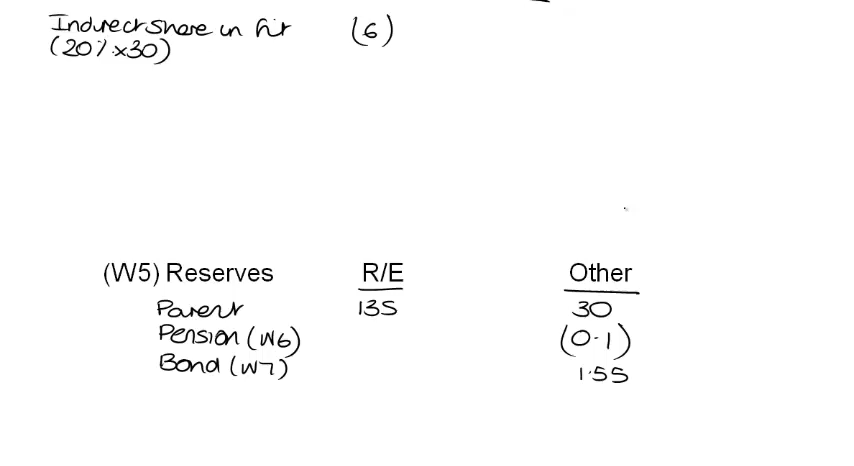 Indirect share in Fit (6)
(20% x 30)
(W5) Reserves R/E Other
Parent 135 30
Pension (W6) (0.1)
Bond (W7) 1.55